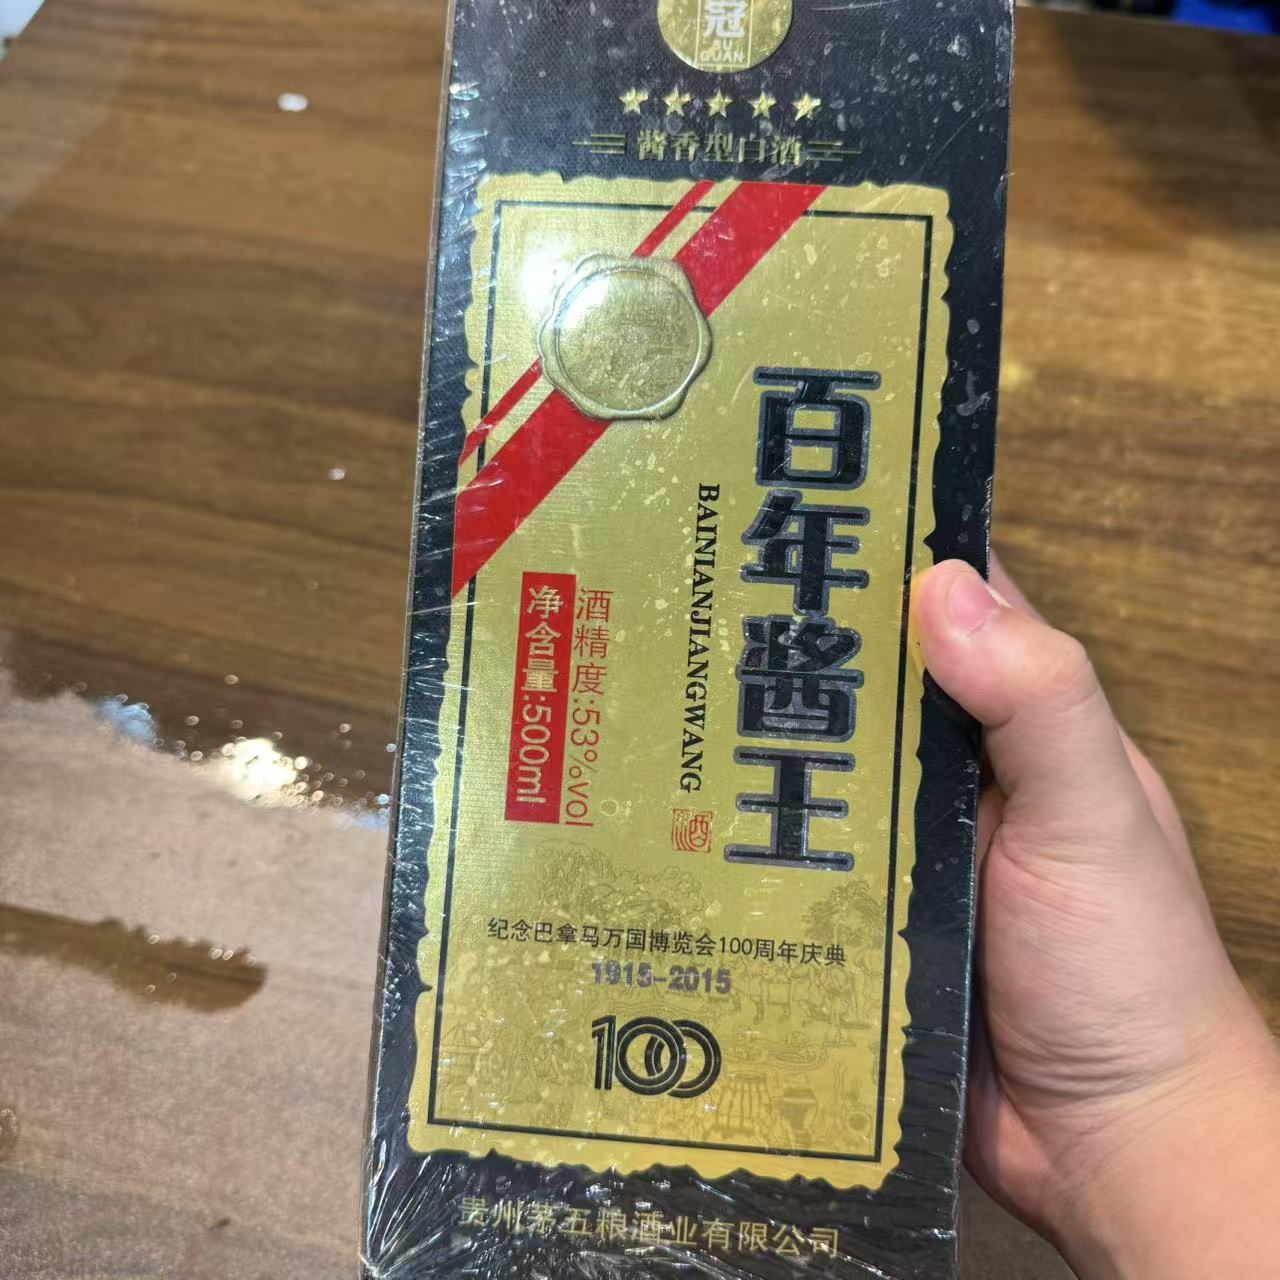 冠
GUAN
酱香型白酒
百年酱王
BAINIANJIANGWANG
酒
酒精度:53%vol
净含量:500ml
纪念巴拿马万国博览会100周年庆典
1915-2015
100
贵州茅五粮酒业有限公司